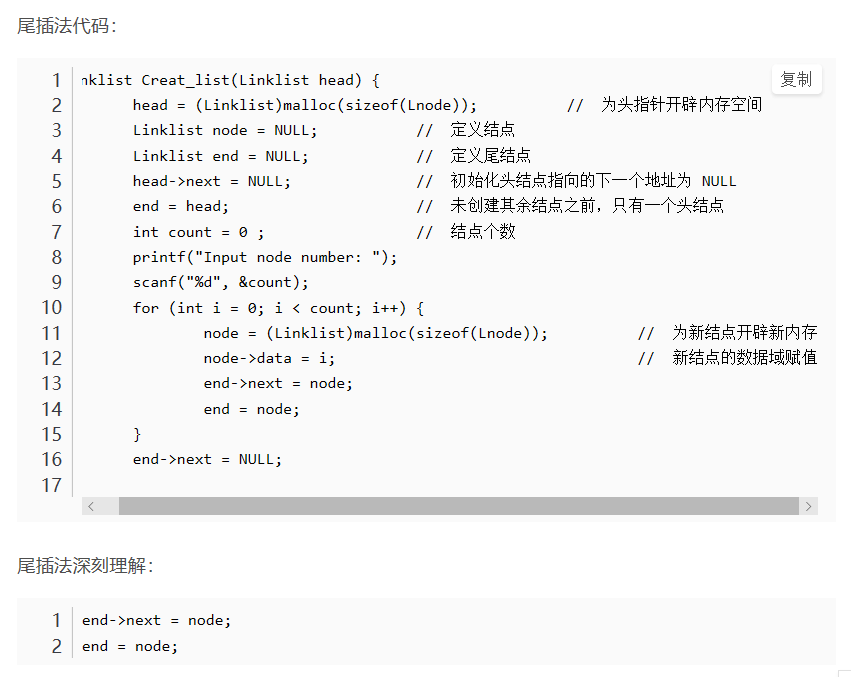 尾插法代码：
复制
1 nklist Creat_list(Linklist head) {
2 head = (Linklist)malloc(sizeof(Lnode)); // 为头指针开辟内存空间
3 Linklist node = NULL; // 定义结点
4 Linklist end = NULL; // 定义尾结点
5 head->next = NULL; // 初始化头结点指向的下一个地址为 NULL
6 end = head; // 未创建其余结点之前，只有一个头结点
7 int count = 0 ; // 结点个数
8 printf("Input node number: ");
9 scanf("%d", &count);
10 for (int i = 0; i < count; i++) {
11 node = (Linklist)malloc(sizeof(Lnode)); // 为新结点开辟新内存
12 node->data = i; // 新结点的数据域赋值
13 end->next = node;
14 end = node;
15 }
16 end->next = NULL;
17
尾插法深刻理解：
1 end->next = node;
2 end = node;